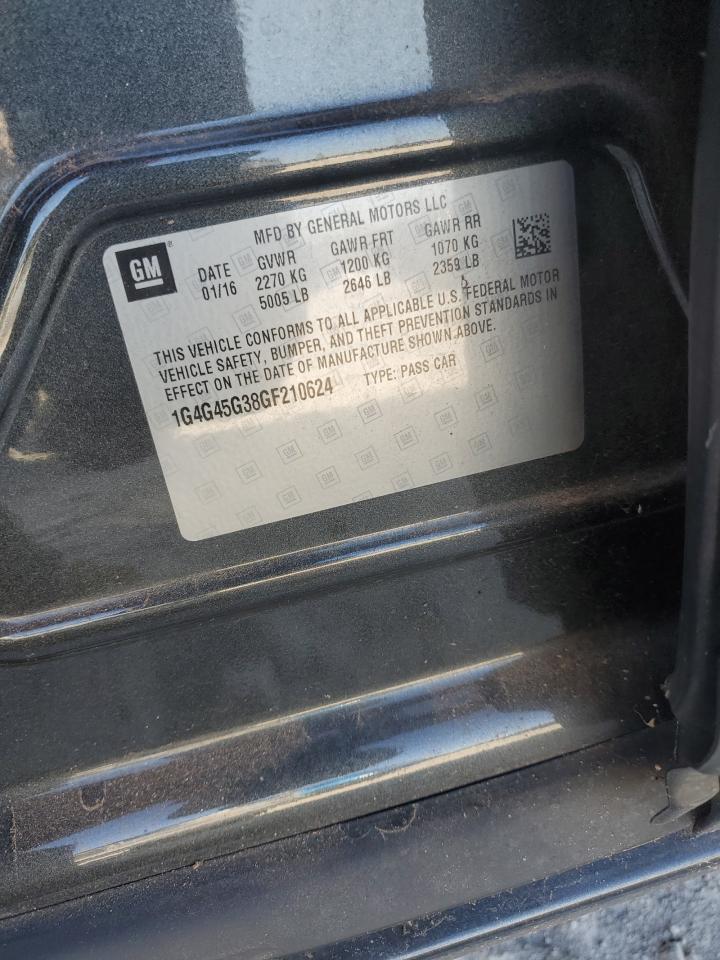 MFD BY GENERAL MOTORS LLC
GM
DATE GVWR GAWR FRT GAWR RR
01/16 2270 KG 1200 KG 1070 KG
5005 LB 2646 LB 2359 LB
THIS VEHICLE CONFORMS TO ALL APPLICABLE U.S. FEDERAL MOTOR
VEHICLE SAFETY, BUMPER, AND THEFT PREVENTION STANDARDS IN
EFFECT ON THE DATE OF MANUFACTURE SHOWN ABOVE.
1G4G45G38GF210624 TYPE: PASS CAR